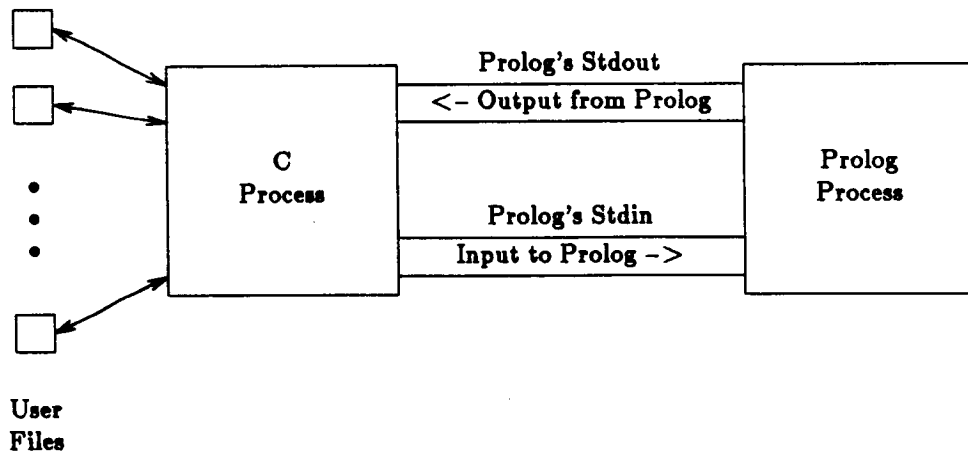 Prolog's Stdout
<- Output from Prolog
C
Process
Prolog
Process
Prolog's Stdin
Input to Prolog ->
User
Files